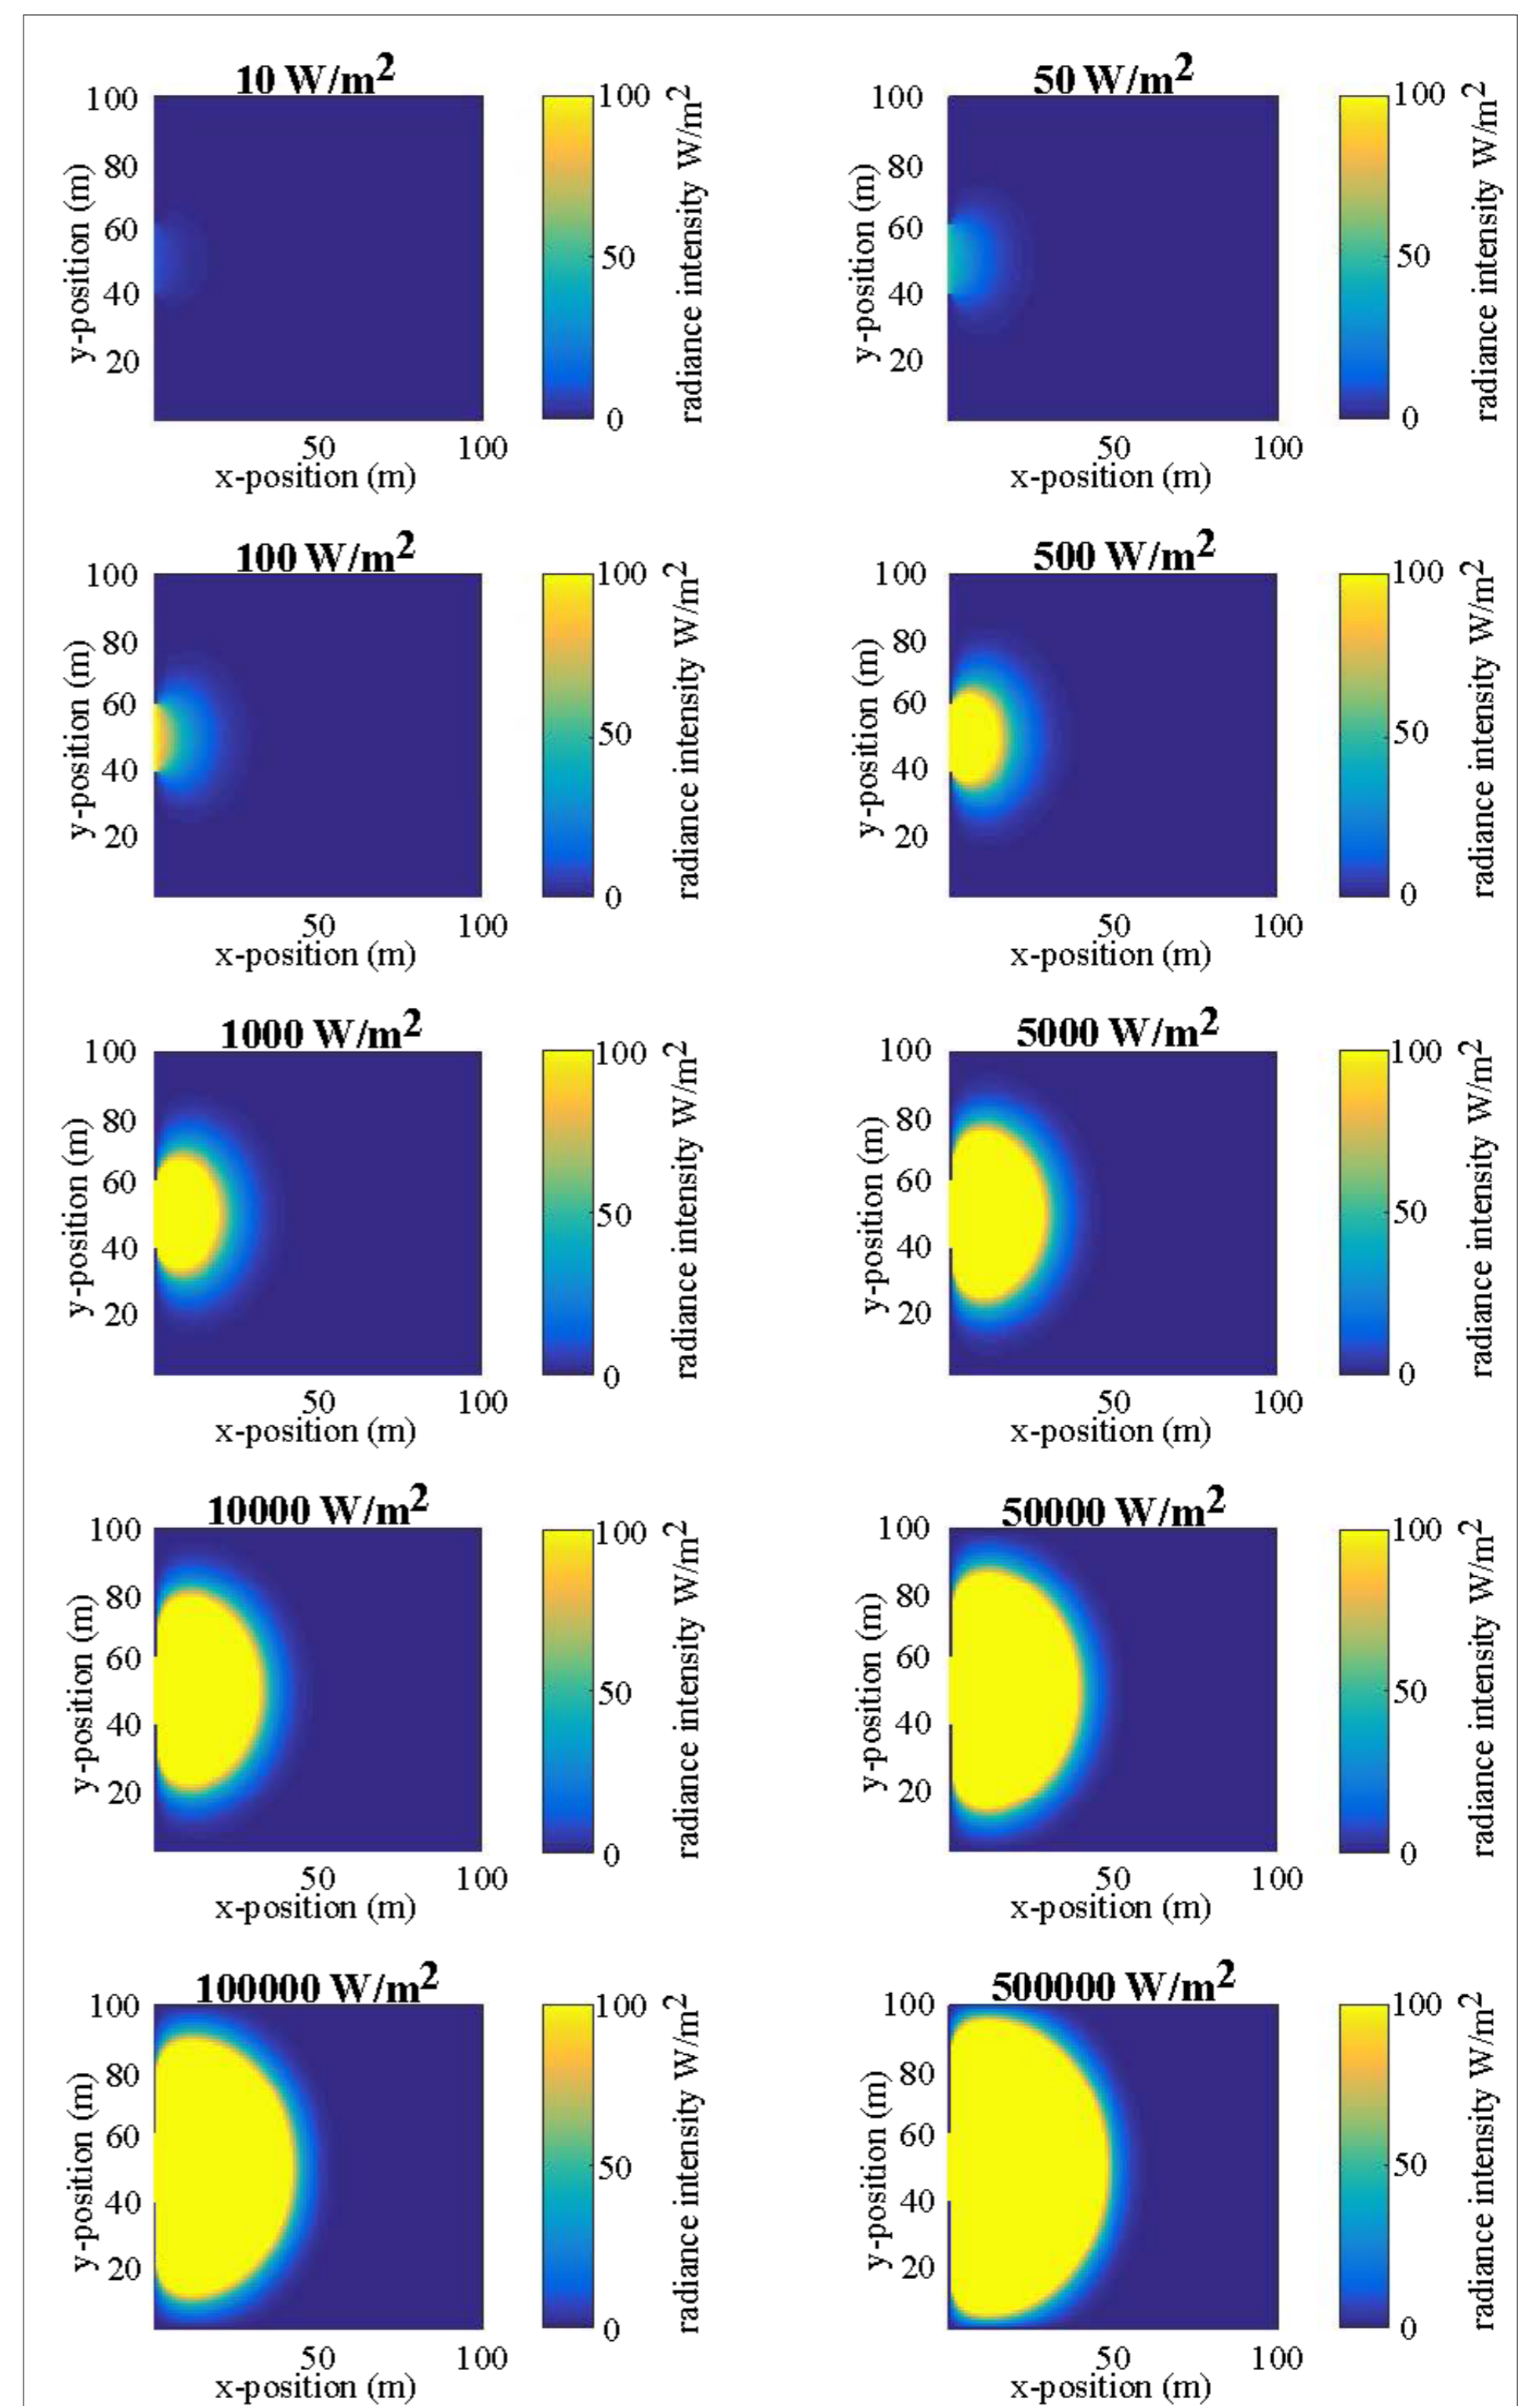 10 W/m²
100
80
60
40
20
50
100
x-position (m)
y-position (m)
100
50
0
radiance intensity W/m²
50 W/m²
100
80
60
40
20
50
100
x-position (m)
y-position (m)
100
50
0
radiance intensity W/m²
100 W/m²
100
80
60
40
20
50
100
x-position (m)
y-position (m)
100
50
0
radiance intensity W/m²
500 W/m²
100
80
60
40
20
50
100
x-position (m)
y-position (m)
100
50
0
radiance intensity W/m²
1000 W/m²
100
80
60
40
20
50
100
x-position (m)
y-position (m)
100
50
0
radiance intensity W/m²
5000 W/m²
100
80
60
40
20
50
100
x-position (m)
y-position (m)
100
50
0
radiance intensity W/m²
10000 W/m²
100
80
60
40
20
50
100
x-position (m)
y-position (m)
100
50
0
radiance intensity W/m²
50000 W/m²
100
80
60
40
20
50
100
x-position (m)
y-position (m)
100
50
0
radiance intensity W/m²
100000 W/m²
100
80
60
40
20
50
100
x-position (m)
y-position (m)
100
50
0
radiance intensity W/m²
500000 W/m²
100
80
60
40
20
50
100
x-position (m)
y-position (m)
100
50
0
radiance intensity W/m²